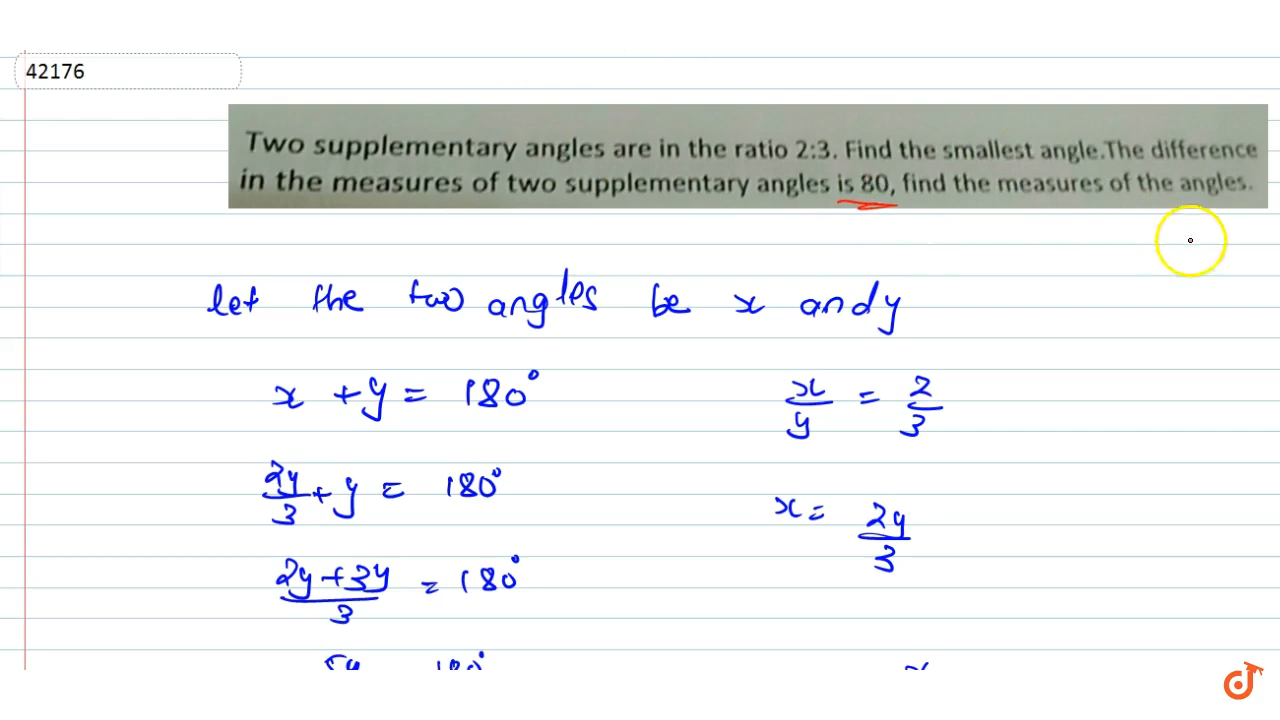 42176
Two supplementary angles are in the ratio 2:3. Find the smallest angle.The difference
in the measures of two supplementary angles is 80, find the measures of the angles.
let the two angles be x and y
x + y = 180°
x/y = 2/3
2y/3 + y = 180°
x = 2y/3
(2y + 3y)/3 = 180°
5y 180°